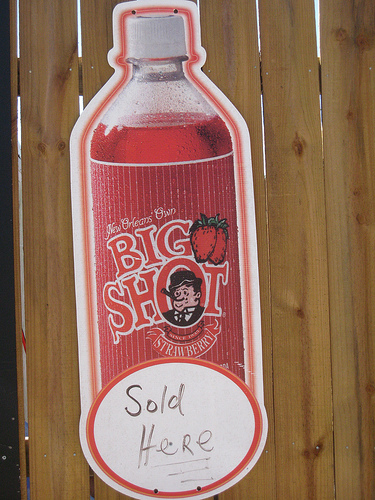 New Orleans' Own
BIG
SHOT
STRAWBERRY
Sold
Here